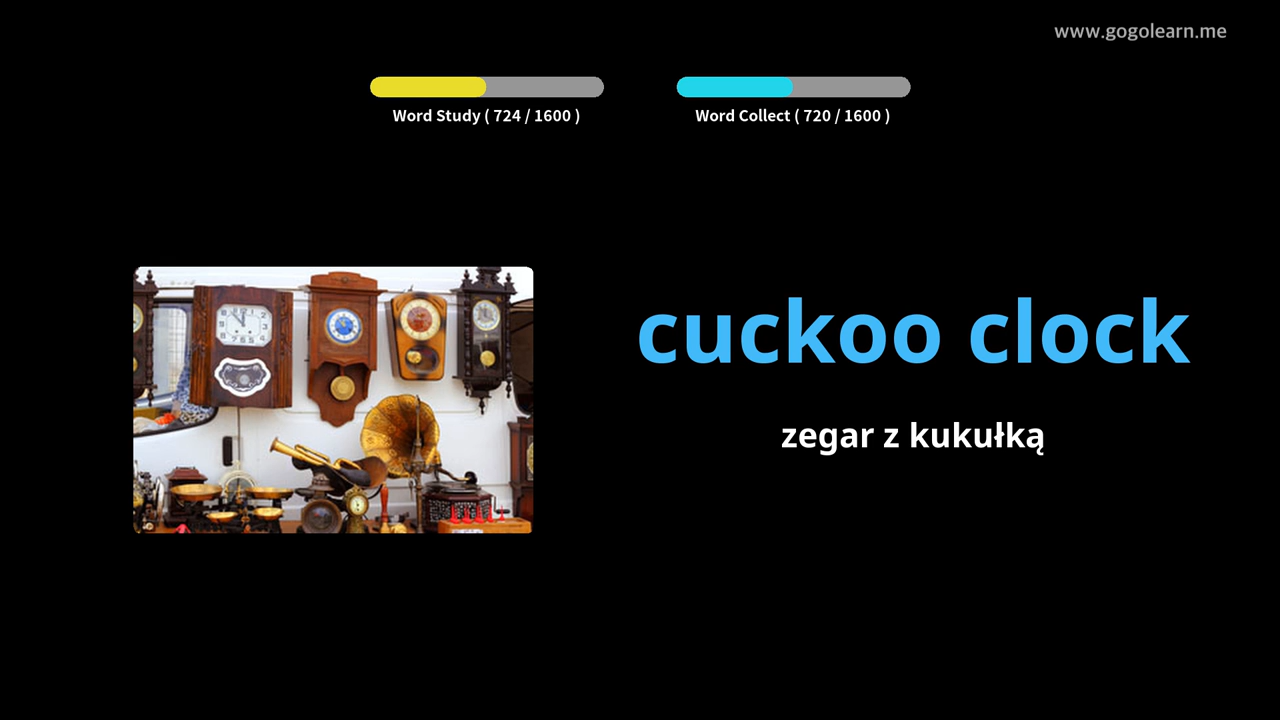 www.gogolearn.me
Word Study ( 724 / 1600 )
Word Collect ( 720 / 1600 )
cuckoo clock
zegar z kukułką